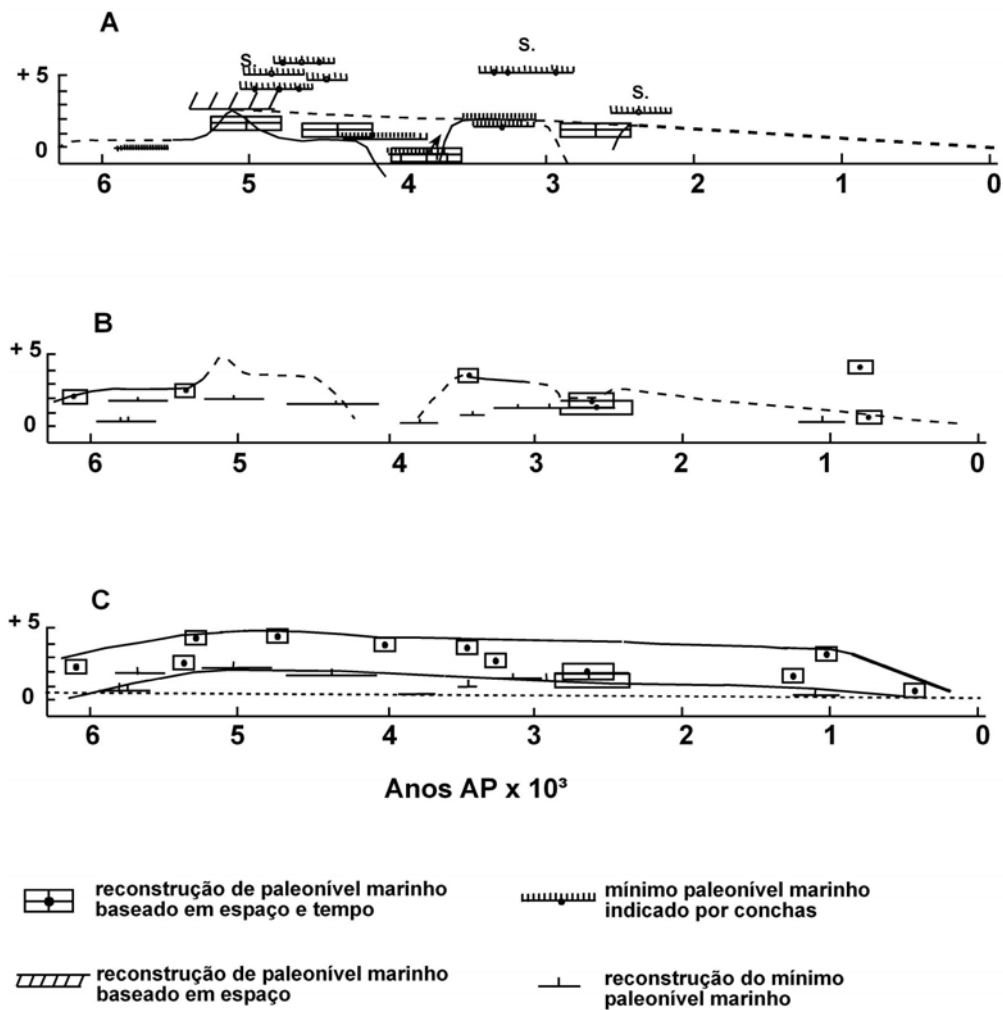 A
S.
S.
S.
+ 5
0
6 5 4 3 2 1 0
B
+ 5
0
6 5 4 3 2 1 0
C
+ 5
0
6 5 4 3 2 1 0
Anos AP x 10³
reconstrução de paleonível marinho
baseado em espaço e tempo
mínimo paleonível marinho
indicado por conchas
reconstrução de paleonível marinho
baseado em espaço
reconstrução do mínimo
paleonível marinho